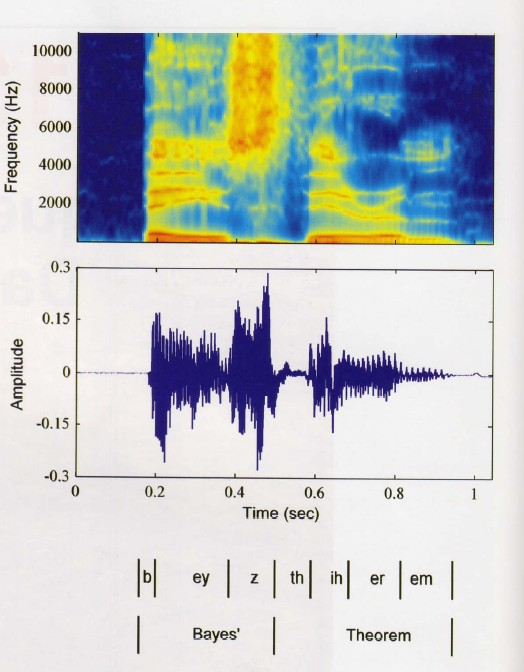 10000
8000
6000
4000
2000
Frequency (Hz)
0.3
0.15
0
-0.15
-0.3
Amplitude
0 0.2 0.4 0.6 0.8 1
Time (sec)
b ey z th ih er em
Bayes' Theorem